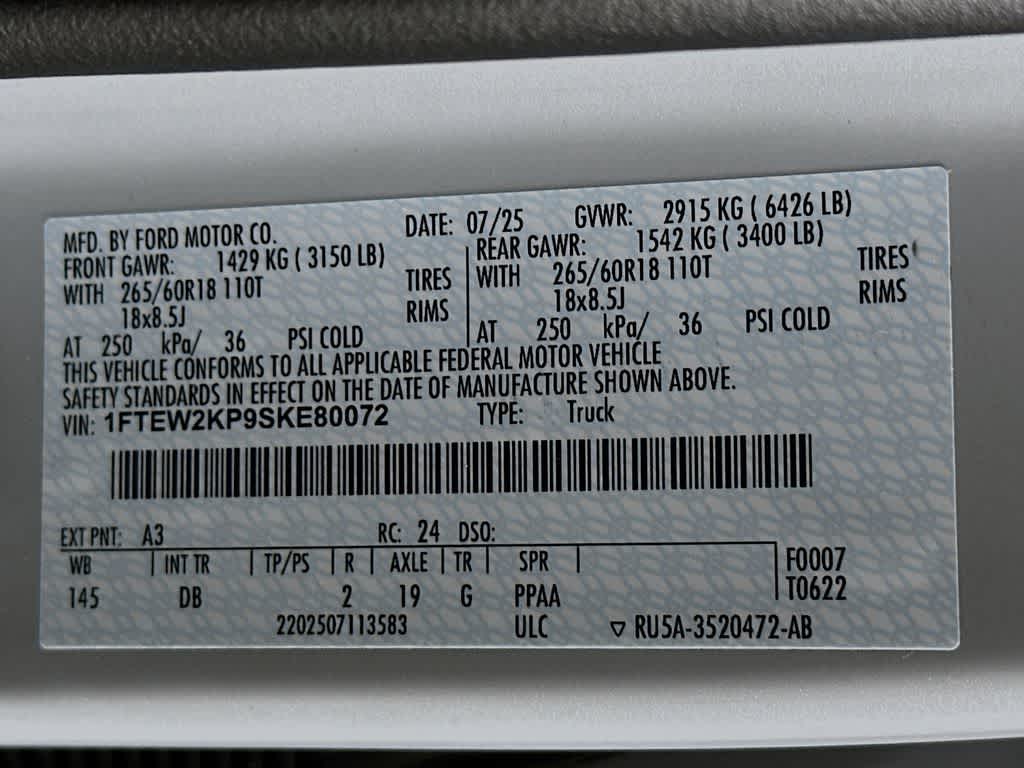 MFD. BY FORD MOTOR CO. DATE: 07/25 GVWR: 2915 KG ( 6426 LB)
FRONT GAWR: 1429 KG ( 3150 LB) REAR GAWR: 1542 KG ( 3400 LB)
WITH 265/60R18 110T TIRES WITH 265/60R18 110T TIRES
18x8.5J RIMS 18x8.5J RIMS
AT 250 kPa/ 36 PSI COLD AT 250 kPa/ 36 PSI COLD
THIS VEHICLE CONFORMS TO ALL APPLICABLE FEDERAL MOTOR VEHICLE
SAFETY STANDARDS IN EFFECT ON THE DATE OF MANUFACTURE SHOWN ABOVE.
VIN: 1FTEW2KP9SKE80072 TYPE: Truck
EXT PNT: A3 RC: 24 DSO:
WB | INT TR | TP/PS | R | AXLE | TR | SPR | F0007
145 DB 2 19 G PPAA T0622
2202507113583 ULC ▽ RU5A-3520472-AB